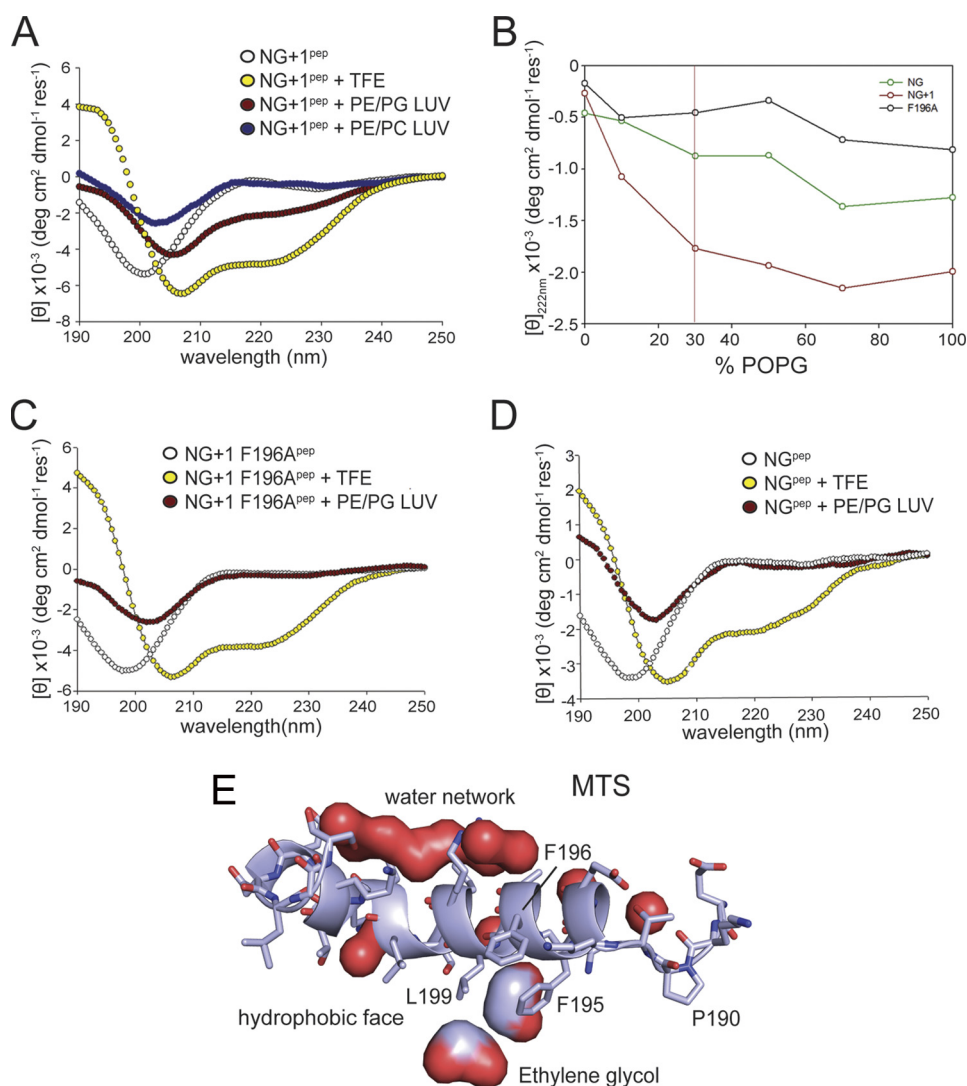 A
NG+1pep
NG+1pep + TFE
NG+1pep + PE/PG LUV
NG+1pep + PE/PC LUV
[θ] x10-3 (deg cm2 dmol-1 res-1)
6
4
2
0
-2
-4
-6
-8
190 200 210 220 230 240 250
wavelength (nm)
B
NG
NG+1
F196A
[θ]222nm x10-3 (deg cm2 dmol-1 res-1)
0
-0.5
-1.0
-1.5
-2.0
-2.5
0 10 20 30 40 50 60 70 80 100
% POPG
C
NG+1 F196Apep
NG+1 F196Apep + TFE
NG+1 F196Apep + PE/PG LUV
[θ] x10-3 (deg cm2 dmol-1 res-1)
6
4
2
0
-2
-4
-6
190 200 210 220 230 240 250
wavelength(nm)
D
NGpep
NGpep + TFE
NGpep + PE/PG LUV
[θ] x10-3 (deg cm2 dmol-1 res-1)
3
2
1
0
-1
-2
-3
-4
190 200 210 220 230 240 250
wavelength (nm)
E
MTS
water network
F196
L199
F195
P190
hydrophobic face
Ethylene glycol